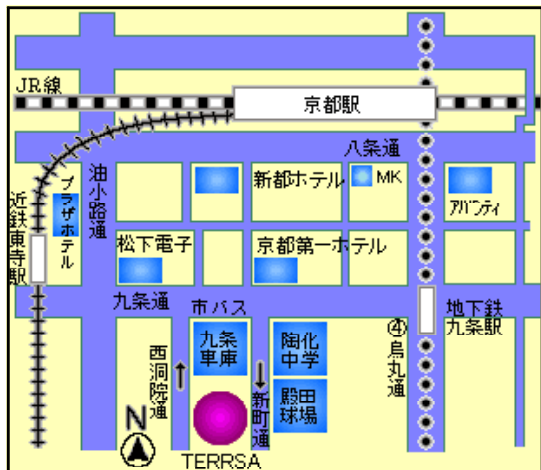 JR線
京都駅
八条通
新都ホテル
MK
アバンティ
近鉄東寺駅
プラザホテル
油小路通
松下電子
京都第一ホテル
九条通
市バス
九条
車庫
陶化
中学
地下鉄
九条駅
④
烏丸通
西洞院通
新町通
殿田
球場
N
TERRSA